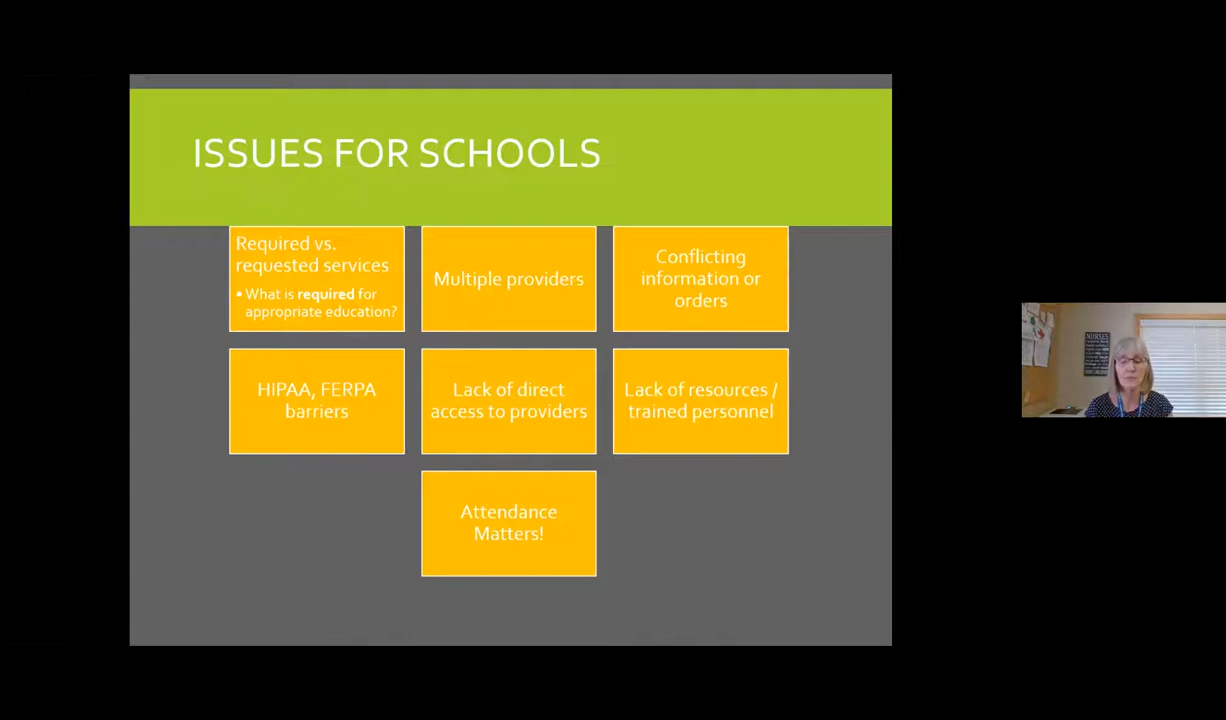 ISSUES FOR SCHOOLS
Required vs.
requested services
• What is required for
appropriate education?
Multiple providers
Conflicting
information or
orders
HIPAA, FERPA
barriers
Lack of direct
access to providers
Lack of resources /
trained personnel
Attendance
Matters!
NURSES